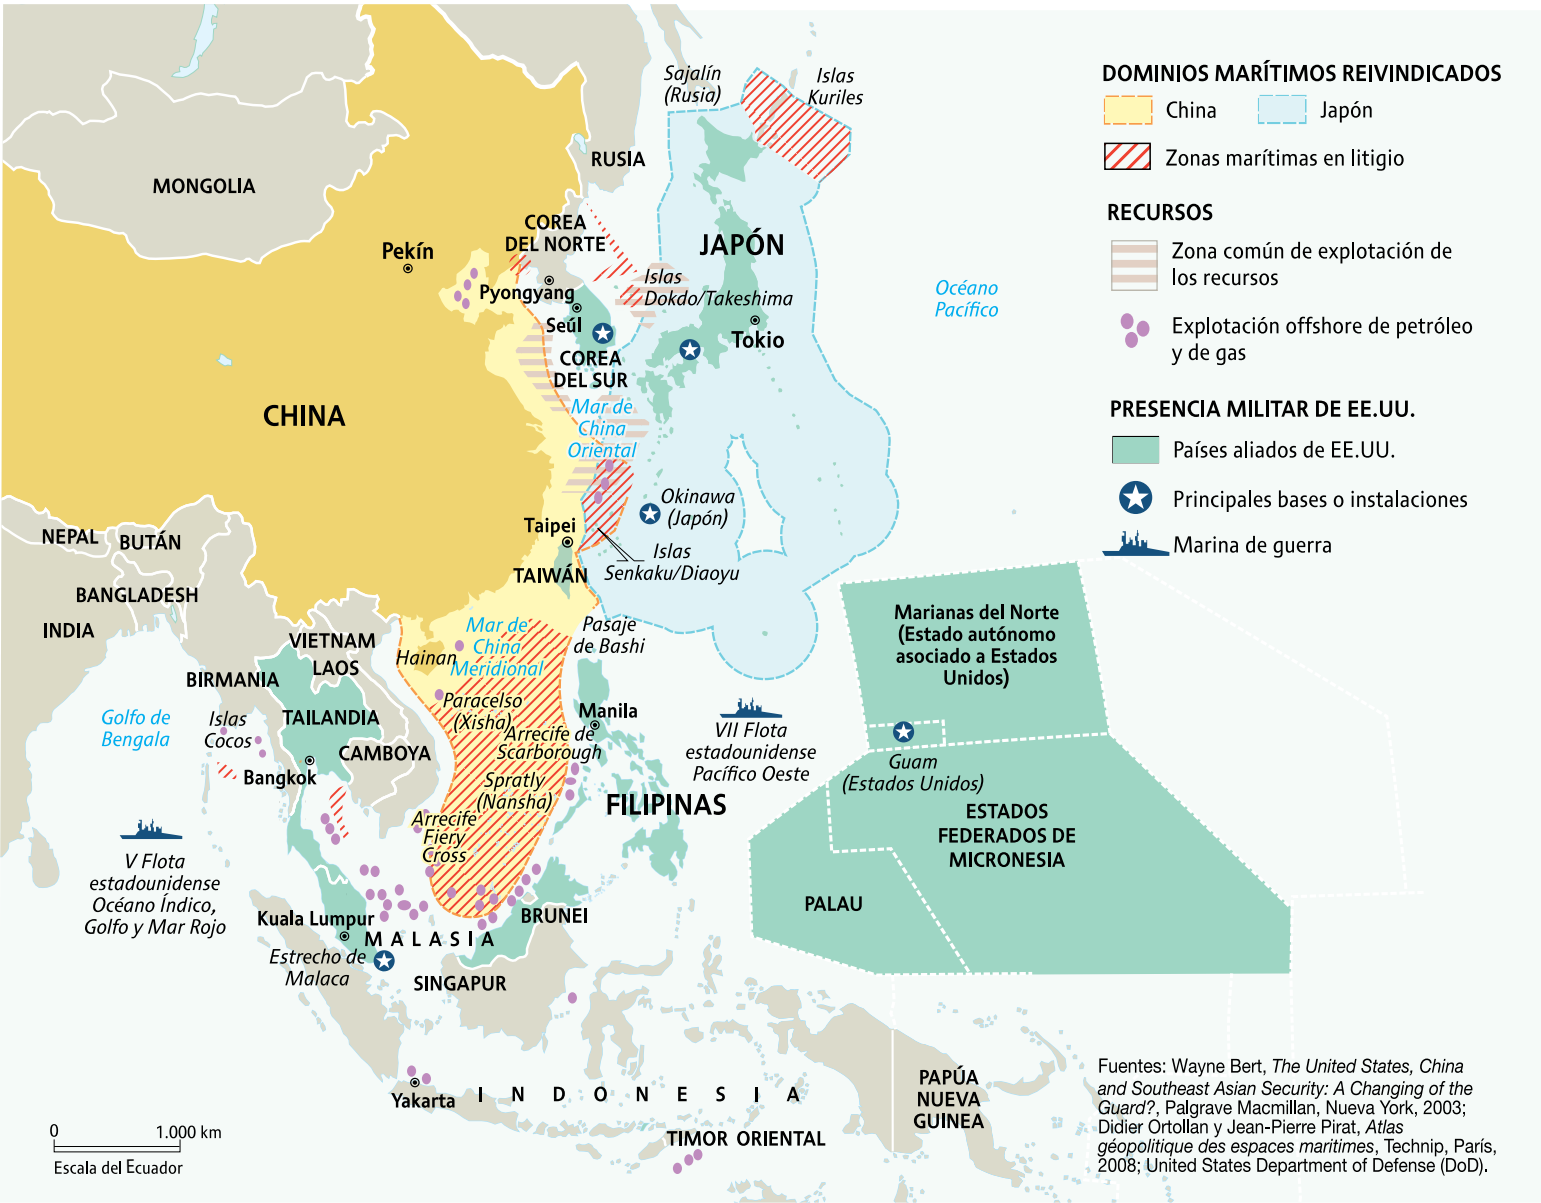 DOMINIOS MARÍTIMOS REIVINDICADOS
China
Japón
Zonas marítimas en litigio
RECURSOS
Zona común de explotación de
los recursos
Explotación offshore de petróleo
y de gas
PRESENCIA MILITAR DE EE.UU.
Países aliados de EE.UU.
Principales bases o instalaciones
Marina de guerra
Sajalín
(Rusia)
Islas
Kuriles
RUSIA
MONGOLIA
COREA
DEL NORTE
Pekín
JAPÓN
Pyongyang
Islas
Dokdo/Takeshima
Seúl
Tokio
COREA
DEL SUR
Océano
Pacífico
CHINA
Mar de
China
Oriental
Okinawa
(Japón)
Taipei
Islas
Senkaku/Diaoyu
TAIWÁN
NEPAL
BUTÁN
BANGLADESH
INDIA
VIETNAM
LAOS
BIRMANIA
Mar de
China
Meridional
Hainan
Pasaje
de Bashi
Marianas del Norte
(Estado autónomo
asociado a Estados
Unidos)
Golfo de
Bengala
Islas
Cocos
TAILANDIA
CAMBOYA
Bangkok
Paracelso
(Xisha)
Arrecife de
Scarborough
Manila
VII Flota
estadounidense
Pacífico Oeste
Guam
(Estados Unidos)
Spratly
(Nansha)
FILIPINAS
Arrecife
Fiery
Cross
ESTADOS
FEDERADOS DE
MICRONESIA
PALAU
V Flota
estadounidense
Océano Índico,
Golfo y Mar Rojo
Kuala Lumpur
MALASIA
BRUNEI
Estrecho de
Malaca
SINGAPUR
Yakarta
INDONESIA
PAPÚA
NUEVA
GUINEA
TIMOR ORIENTAL
0 1.000 km
Escala del Ecuador
Fuentes: Wayne Bert, The United States, China
and Southeast Asian Security: A Changing of the
Guard?, Palgrave Macmillan, Nueva York, 2003;
Didier Ortollan y Jean-Pierre Pirat, Atlas
géopolitique des espaces maritimes, Technip, París,
2008; United States Department of Defense (DoD).